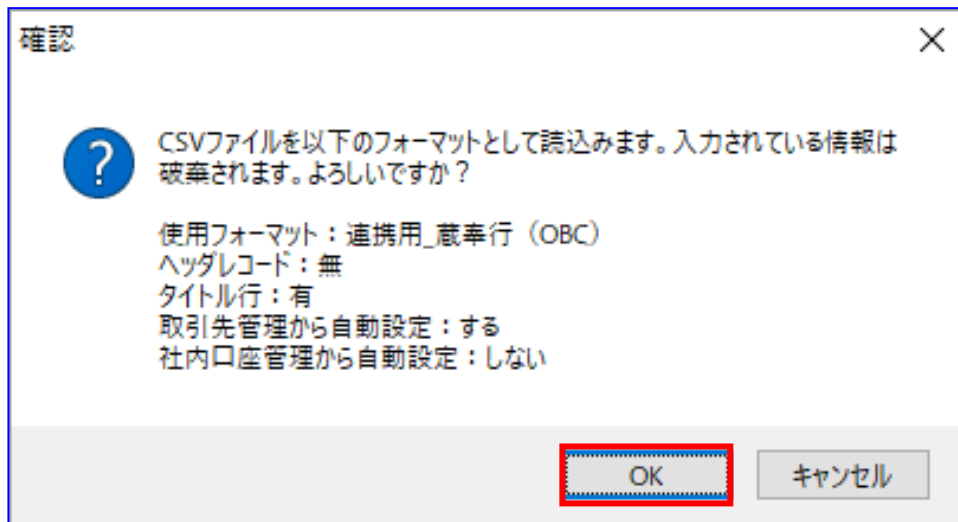 確認
CSVファイルを以下のフォーマットとして読込みます。入力されている情報は
破棄されます。よろしいですか？
使用フォーマット：連携用_蔵奉行（OBC）
ヘッダレコード：無
タイトル行：有
取引先管理から自動設定：する
社内口座管理から自動設定：しない
OK
キャンセル